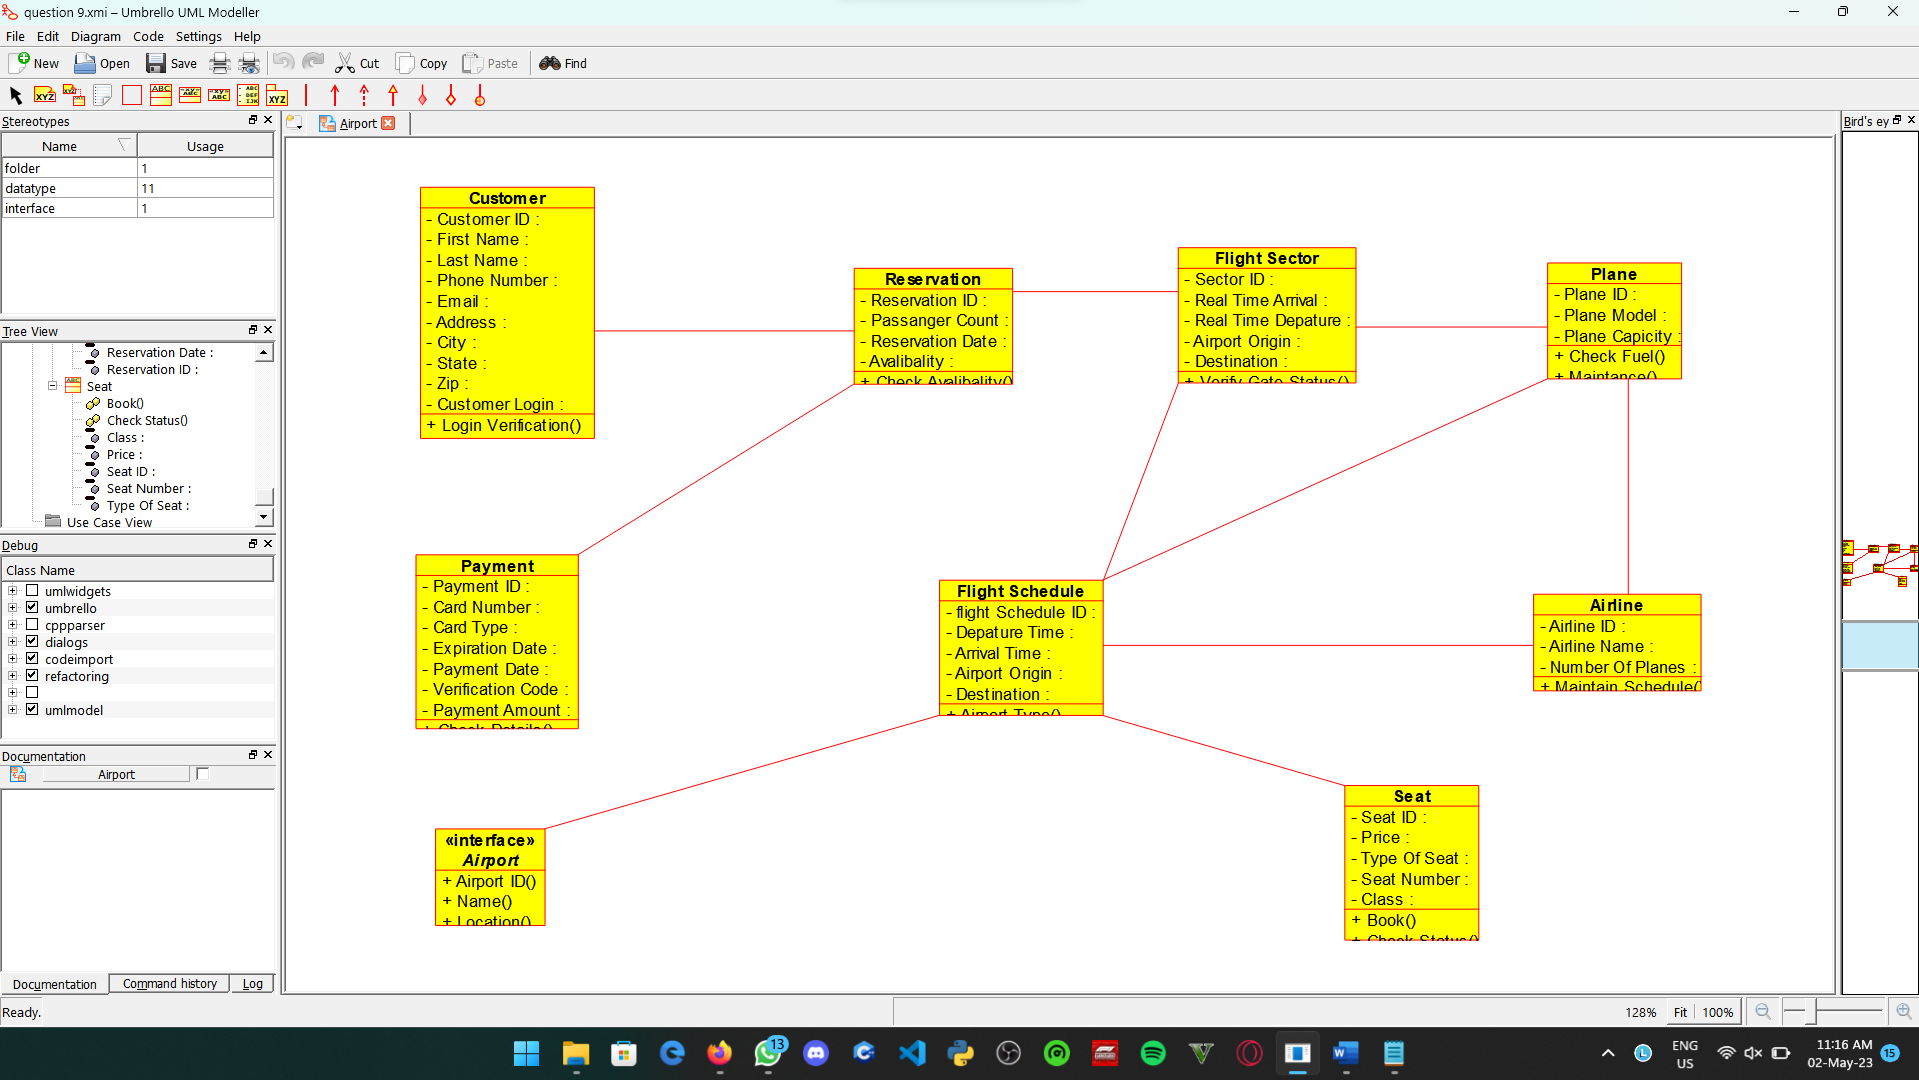 question 9.xmi – Umbrello UML Modeller
File Edit Diagram Code Settings Help
New Open Save Cut Copy Paste Find
Stereotypes
Name Usage
folder 1
datatype 11
interface 1
Tree View
Reservation Date :
Reservation ID :
Seat
Book()
Check Status()
Class :
Price :
Seat ID :
Seat Number :
Type Of Seat :
Use Case View
Debug
Class Name
umlwidgets
umbrello
cppparser
dialogs
codeimport
refactoring
umlmodel
Documentation
Airport
Documentation Command history Log
Ready.
Airport
Customer
- Customer ID :
- First Name :
- Last Name :
- Phone Number :
- Email :
- Address :
- City :
- State :
- Zip :
- Customer Login :
+ Login Verification()
Reservation
- Reservation ID :
- Passanger Count :
- Reservation Date :
- Avalibality :
+ Check Avalibality()
Flight Sector
- Sector ID :
- Real Time Arrival :
- Real Time Depature :
- Airport Origin :
- Destination :
+ Verify Gate Status()
Plane
- Plane ID :
- Plane Model :
- Plane Capicity :
+ Check Fuel()
+ Maintance()
Payment
- Payment ID :
- Card Number :
- Card Type :
- Expiration Date :
- Payment Date :
- Verification Code :
- Payment Amount :
+ Check Details()
Flight Schedule
- flight Schedule ID :
- Depature Time :
- Arrival Time :
- Airport Origin :
- Destination :
+ Airport Type()
Airline
- Airline ID :
- Airline Name :
- Number Of Planes :
+ Maintain Schedule()
«interface»
Airport
+ Airport ID()
+ Name()
+ Location()
Seat
- Seat ID :
- Price :
- Type Of Seat :
- Seat Number :
- Class :
+ Book()
+ Check Status()
Bird's ey
128% Fit 100%
13
ENG
US
11:16 AM
02-May-23
15